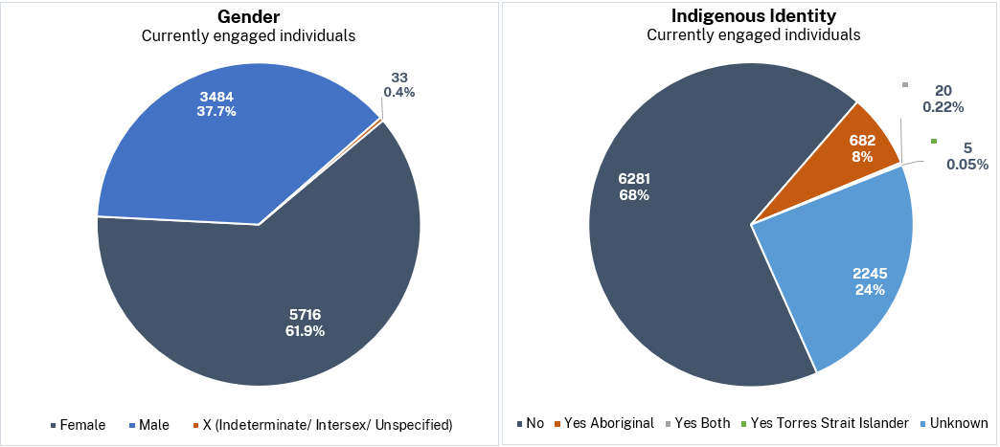 Gender
Currently engaged individuals
3484
37.7%
33
0.4%
5716
61.9%
Female
Male
X (Indeterminate/ Intersex/ Unspecified)
Indigenous Identity
Currently engaged individuals
20
0.22%
682
8%
5
0.05%
6281
68%
2245
24%
No
Yes Aboriginal
Yes Both
Yes Torres Strait Islander
Unknown